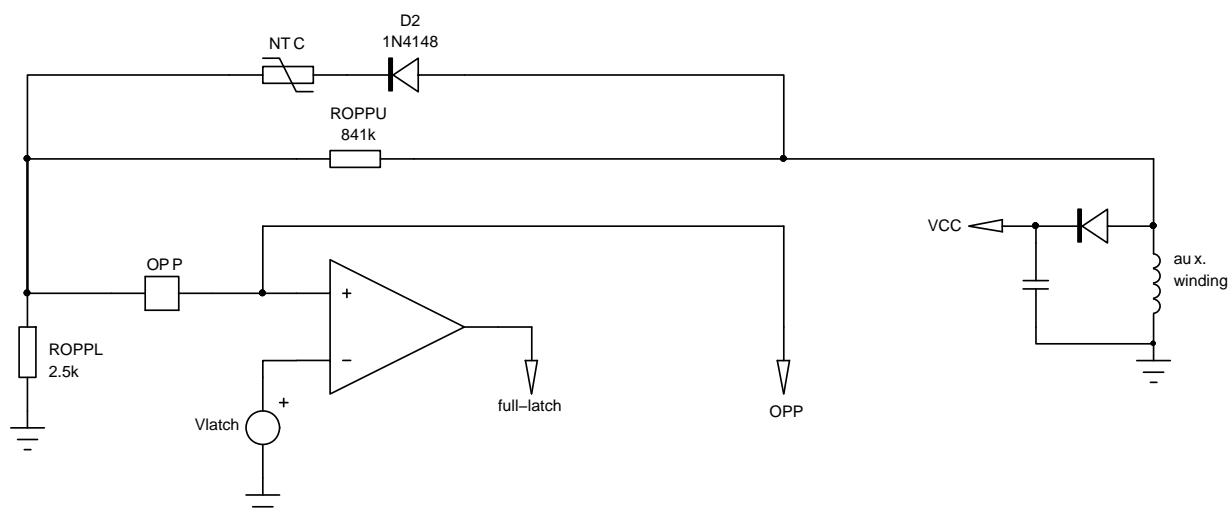 D2
1N4148
NTC
ROPPU
841k
VCC
aux.
winding
OPP
+
−
ROPPL
2.5k
+
Vlatch
full−latch
OPP